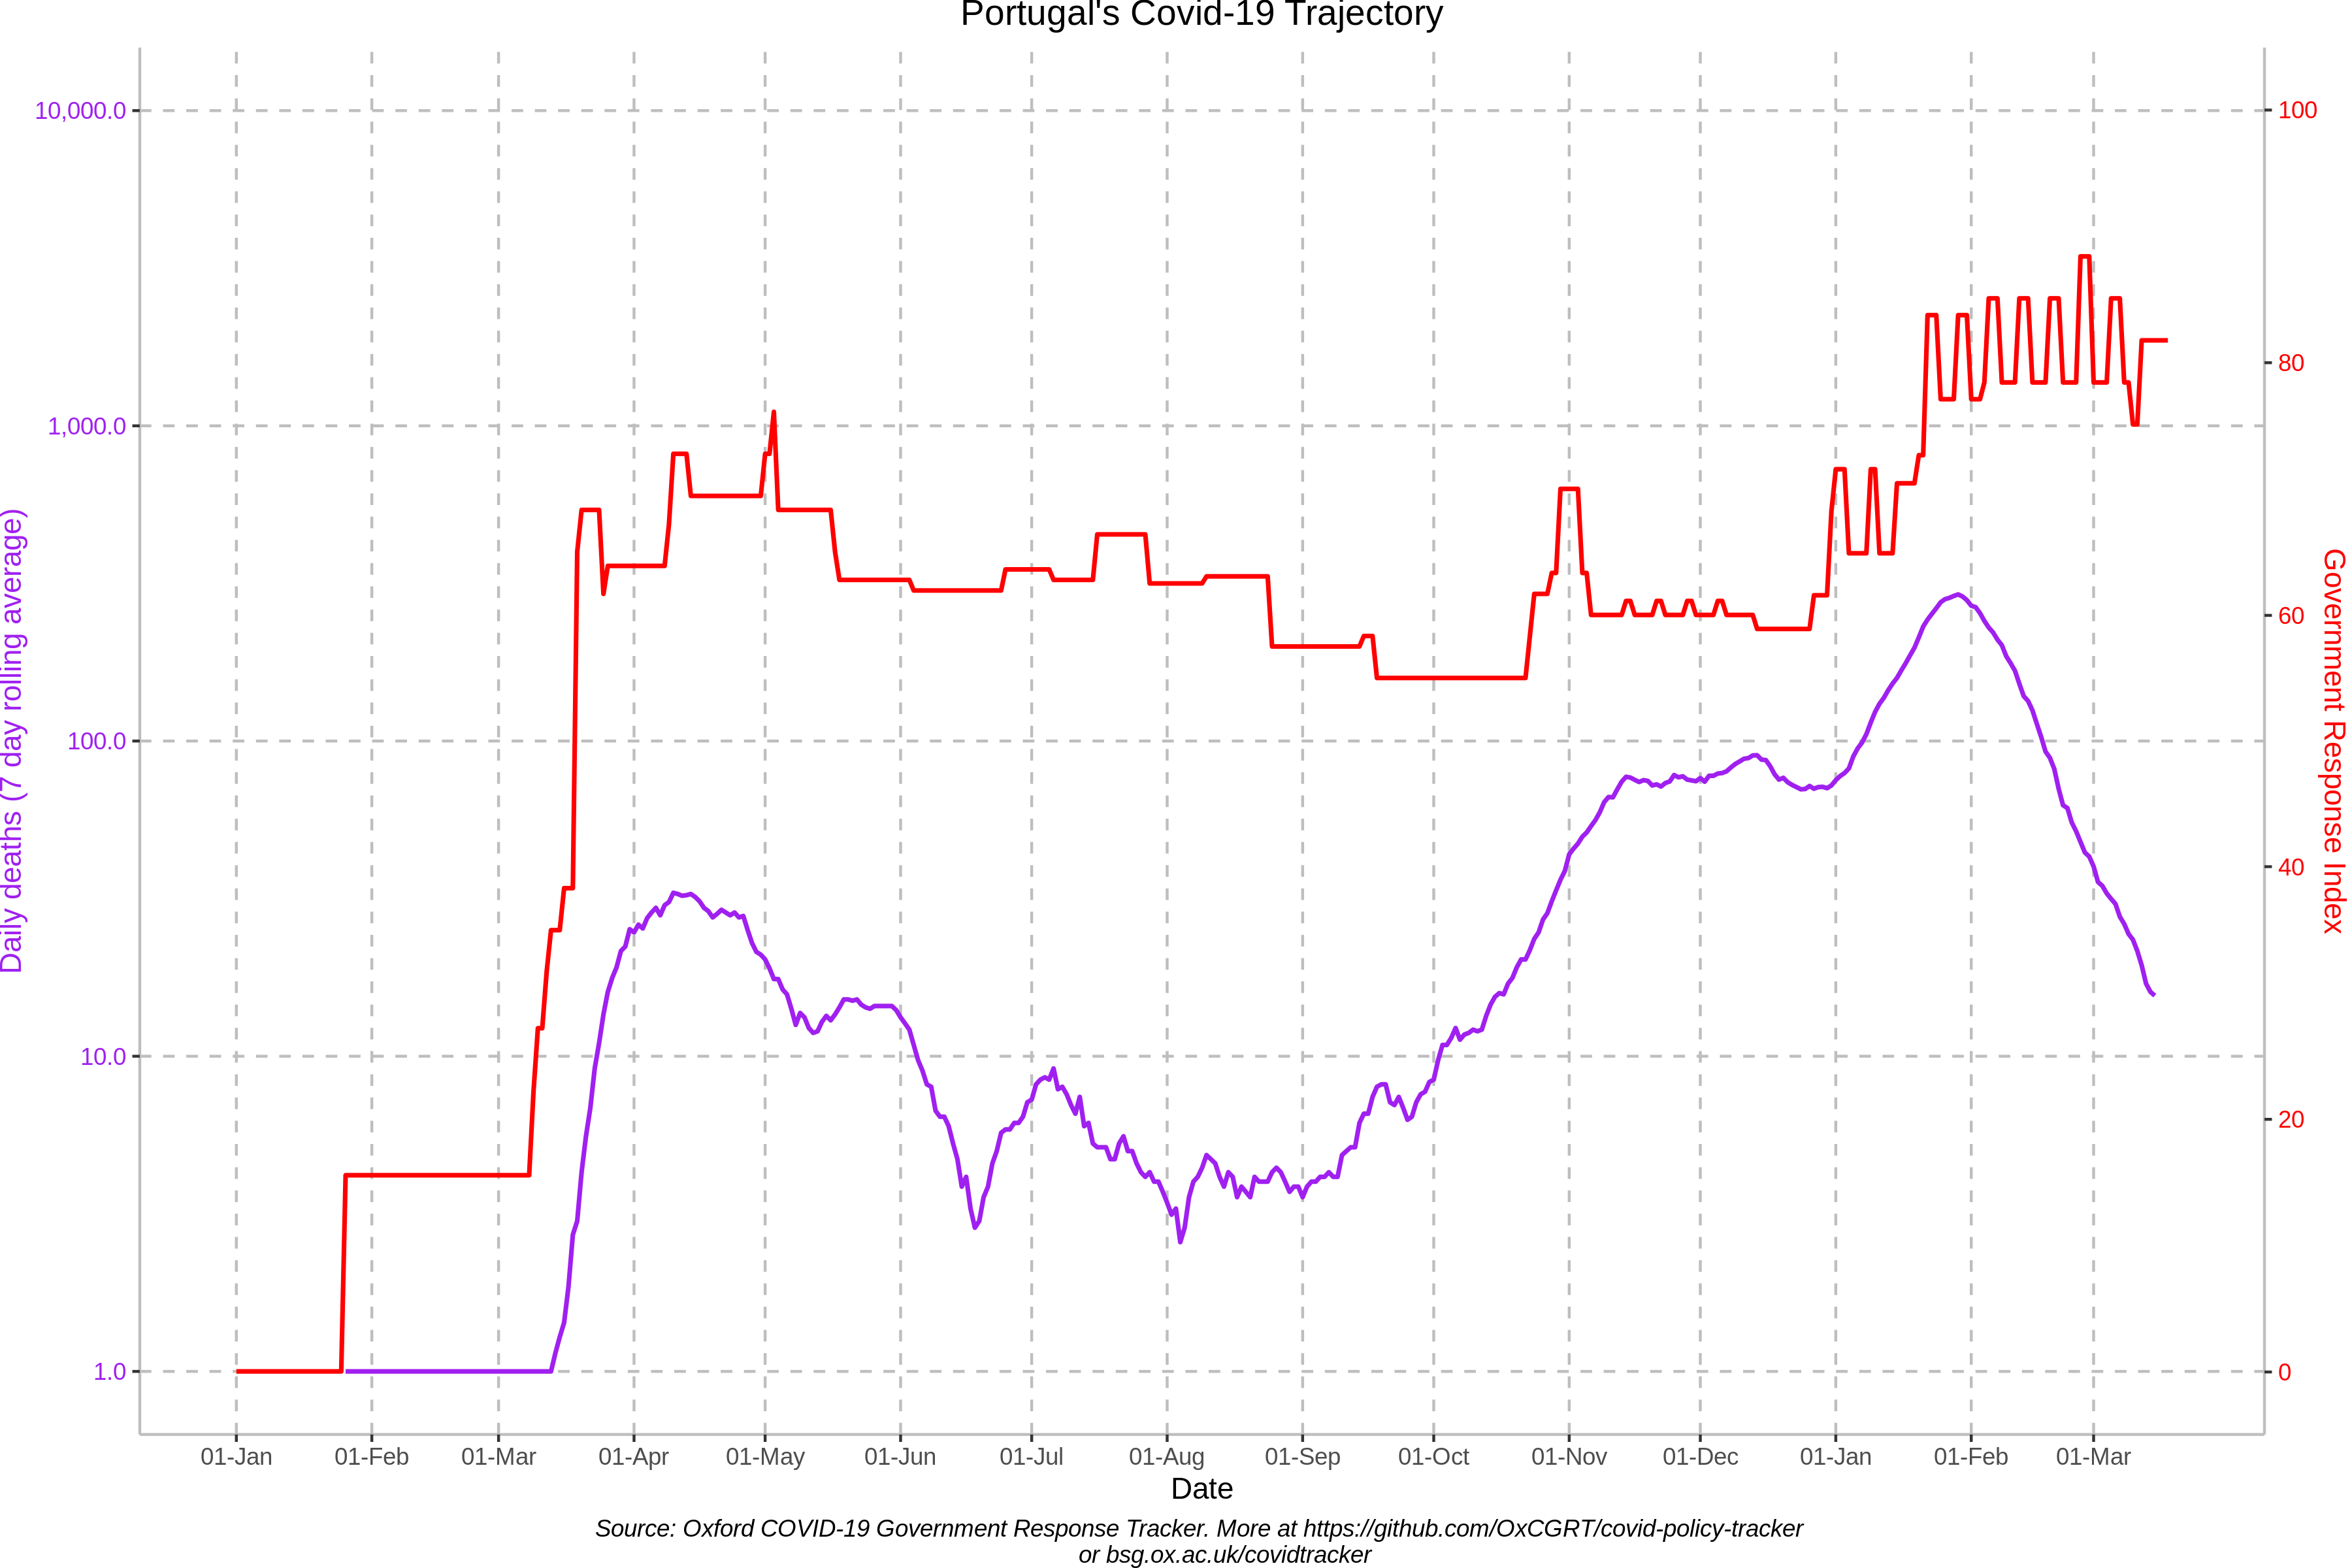 Portugal's Covid-19 Trajectory
10,000.0
1,000.0
100.0
10.0
1.0
Daily deaths (7 day rolling average)
100
80
60
40
20
0
Government Response Index
01-Jan 01-Feb 01-Mar 01-Apr 01-May 01-Jun 01-Jul 01-Aug 01-Sep 01-Oct 01-Nov 01-Dec 01-Jan 01-Feb 01-Mar
Date
Source: Oxford COVID-19 Government Response Tracker. More at https://github.com/OxCGRT/covid-policy-tracker
or bsg.ox.ac.uk/covidtracker